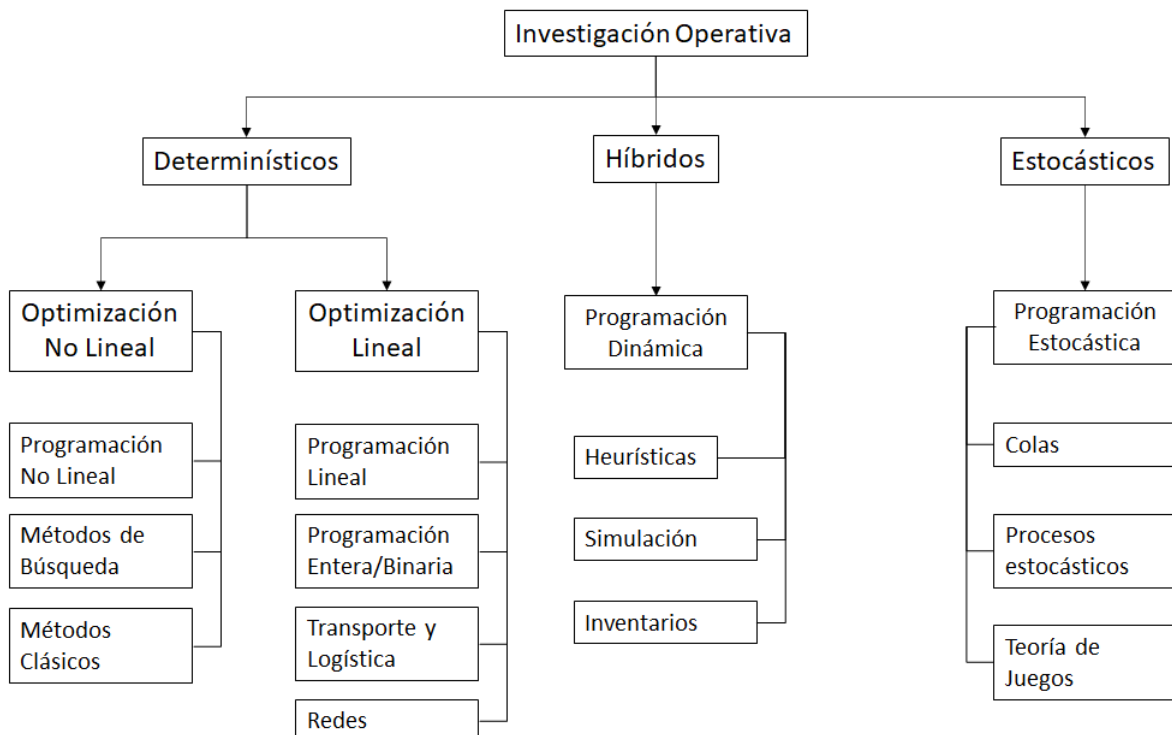 Investigación Operativa
Determinísticos
Híbridos
Estocásticos
Optimización
No Lineal
Programación
No Lineal
Métodos de
Búsqueda
Métodos
Clásicos
Optimización
Lineal
Programación
Lineal
Programación
Entera/Binaria
Transporte y
Logística
Redes
Programación
Dinámica
Heurísticas
Simulación
Inventarios
Programación
Estocástica
Colas
Procesos
estocásticos
Teoría de
Juegos